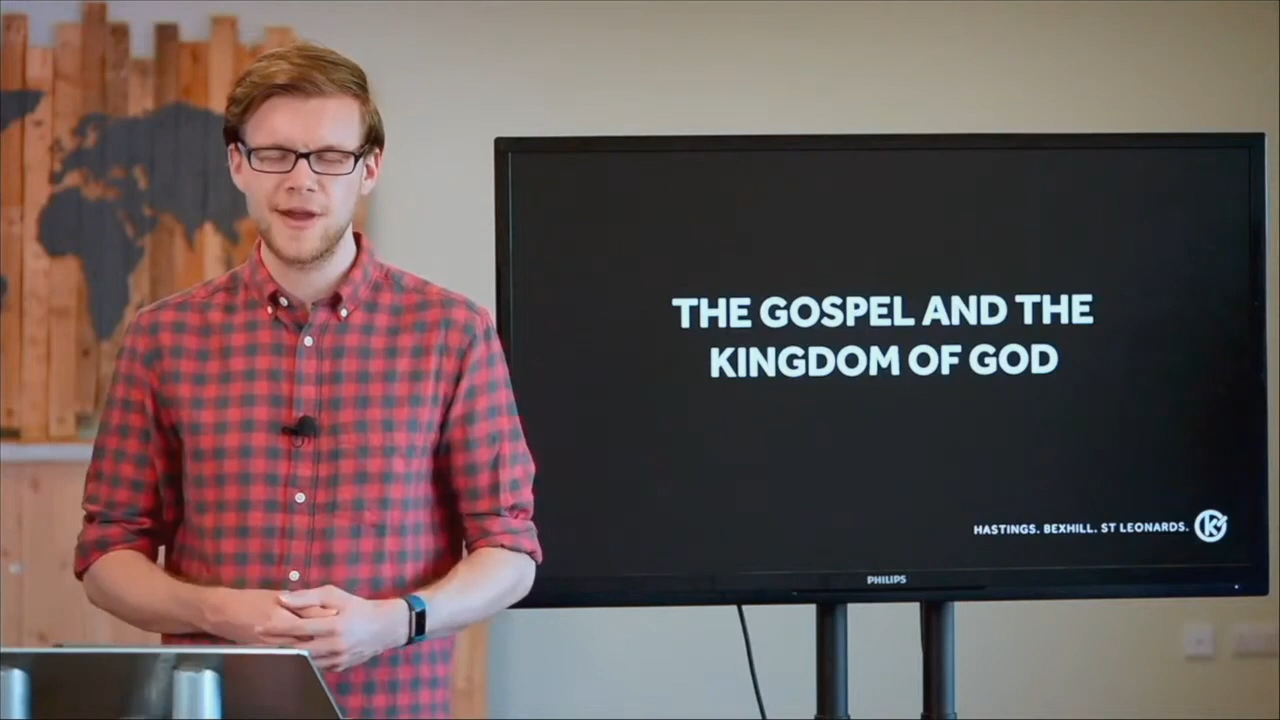 THE GOSPEL AND THE
KINGDOM OF GOD
HASTINGS. BEXHILL. ST LEONARDS.
PHILIPS